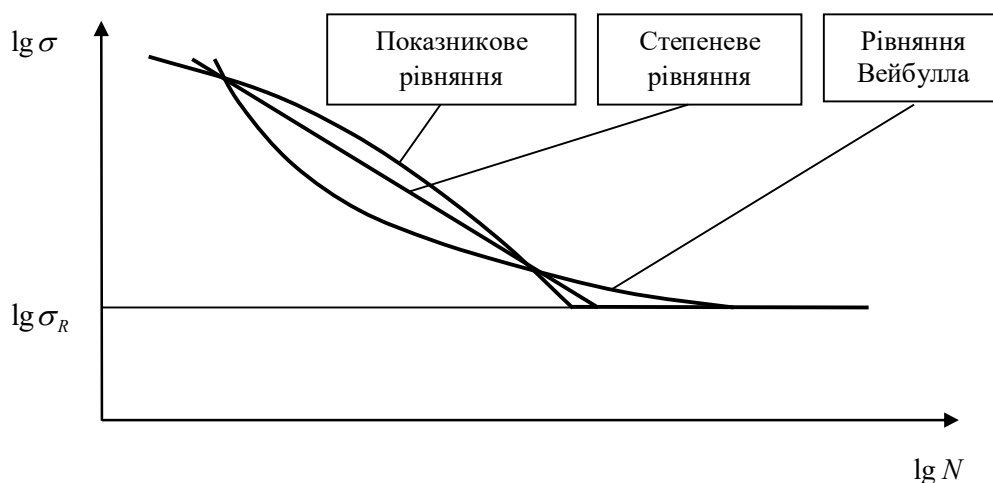 lg σ
Показникове
рівняння
Степеневе
рівняння
Рівняння
Вейбулла
lg σ_R
lg N